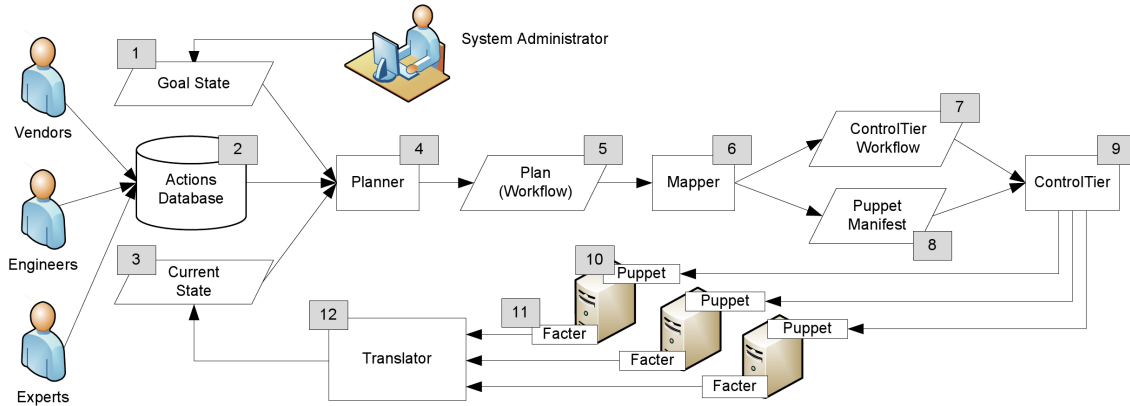 System Administrator
1
Goal State
Vendors
2
Actions
Database
4
Planner
5
Plan
(Workflow)
6
Mapper
7
ControlTier
Workflow
9
ControlTier
Puppet
Manifest
8
Engineers
3
Current
State
10
Puppet
Puppet
Puppet
11
Facter
Facter
Facter
12
Translator
Experts